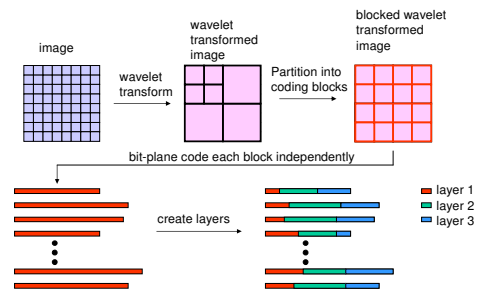 image
wavelet
transform
wavelet
transformed
image
Partition into
coding blocks
blocked wavelet
transformed
image
bit-plane code each block independently
create layers
layer 1
layer 2
layer 3